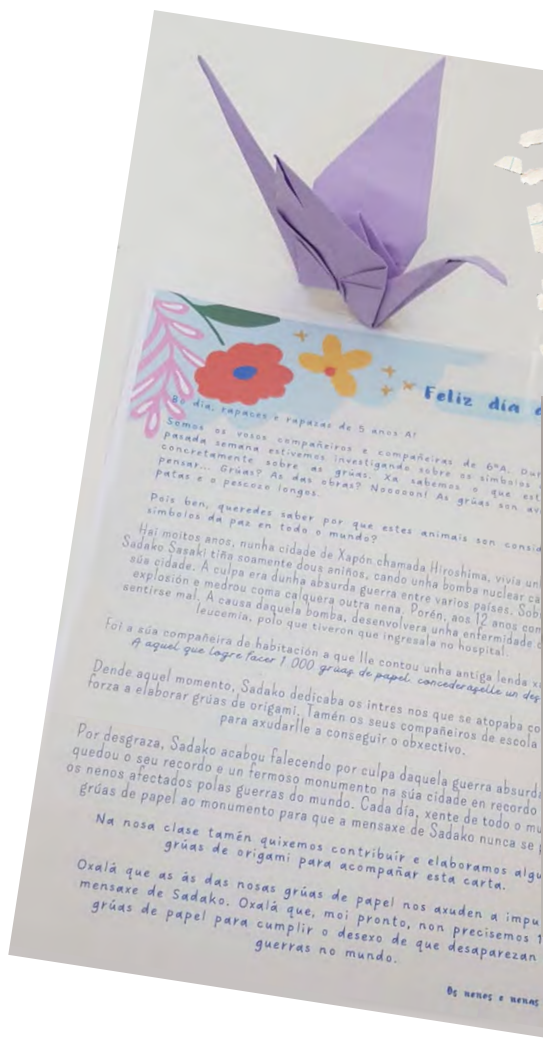 Feliz día
Bo día, rapaces e rapazas de 5 anos A!
Somos os vosos compañeiros e compañeiras de 6ºA. Dur
pasada semana estivemos investigando sobre os símbolos
concretamente sobre as grúas. Xa sabemos o que est
pensar... Grúas? As das obras? Nooooon! As grúas son av
patas e o pescozo longos.
Pois ben, queredes saber por que estes animais son consid
símbolos da paz en todo o mundo?
Hai moitos anos, nunha cidade de Xapón chamada Hiroshima, vivía un
Sadako Sasaki tiña soamente dous aniños, cando unha bomba nuclear ca
súa cidade. A culpa era dunha absurda guerra entre varios países. Sob
explosión e medrou coma calquera outra nena. Porén, aos 12 anos com
sentirse mal. A causa daquela bomba, desenvolvera unha enfermidade
leucemia, polo que tiveron que ingresala no hospital.
Foi a súa compañeira de habitación a que lle contou unha antiga lenda x
A aquel que logre facer 1.000 grúas de papel, concederáselle un des
Dende aquel momento, Sadako dedicaba os intres nos que se atopaba co
forza a elaborar grúas de origami. Tamén os seus compañeiros de escola
para axudarlle a conseguir o obxectivo.
Por desgraza, Sadako acabou falecendo por culpa daquela guerra absurda
quedou o seu recordo e un fermoso monumento na súa cidade en recordo
os nenos afectados polas guerras do mundo. Cada día, xente de todo o mu
grúas de papel ao monumento para que a mensaxe de Sadako nunca se
Na nosa clase tamén quixemos contribuír e elaboramos algu
grúas de origami para acompañar esta carta.
Oxalá que as ás das nosas grúas de papel nos axuden a impu
mensaxe de Sadako. Oxalá que, moi pronto, non precisemos 1
grúas de papel para cumplir o desexo de que desaparezan
guerras no mundo.
Os nenos e nenas